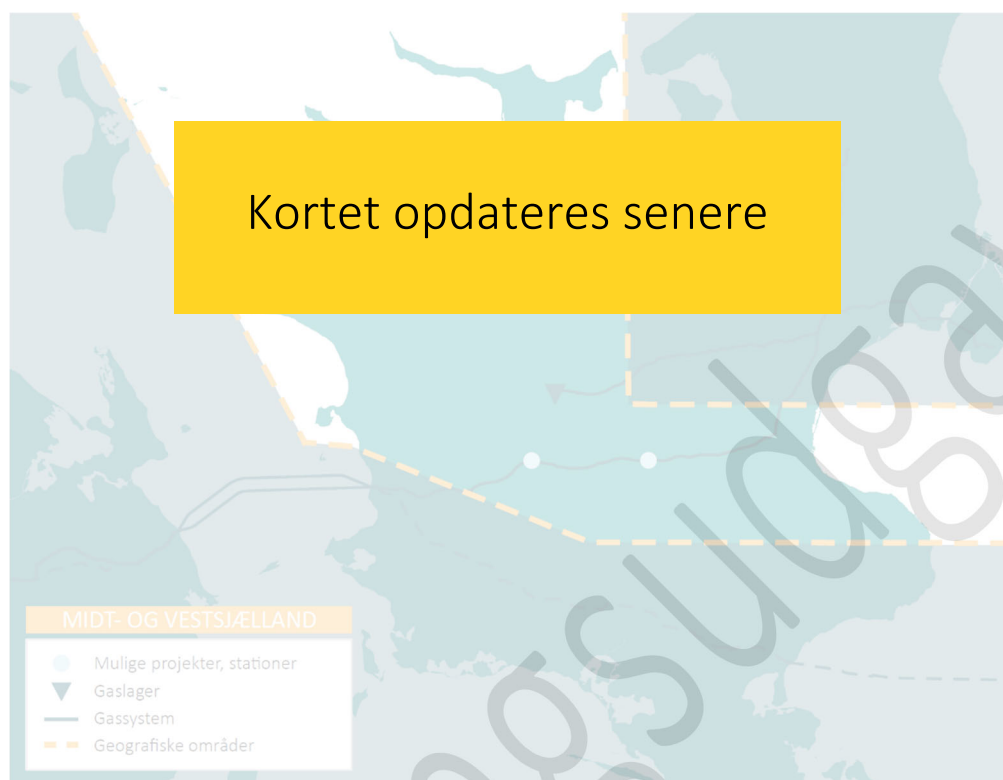 Kortet opdateres senere
MIDT- OG VESTSJÆLLAND
Mulige projekter, stationer
Gaslager
Gassystem
Geografiske områder